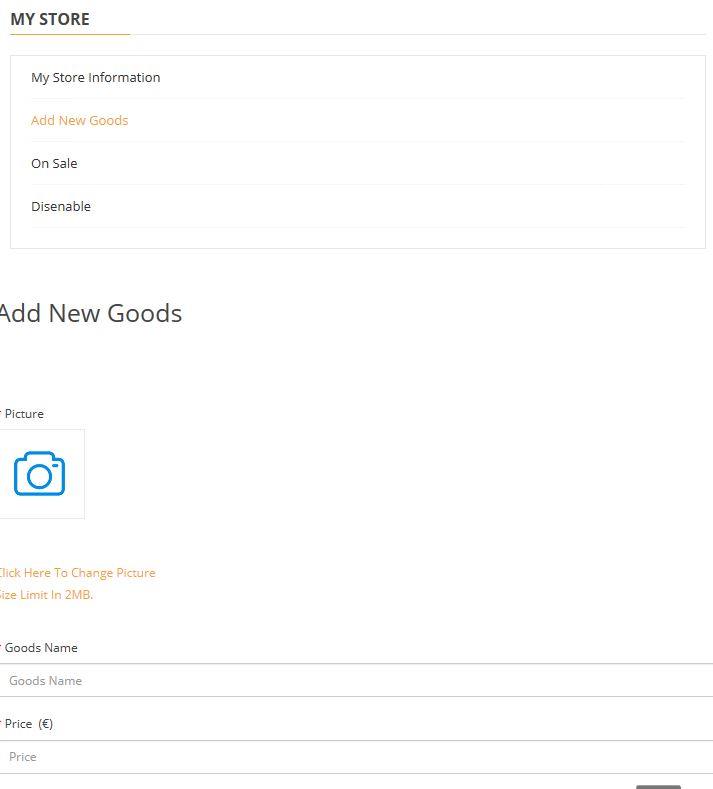 MY STORE
My Store Information
Add New Goods
On Sale
Disenable
Add New Goods
* Picture
Click Here To Change Picture
Size Limit In 2MB.
* Goods Name
Goods Name
* Price (€)
Price